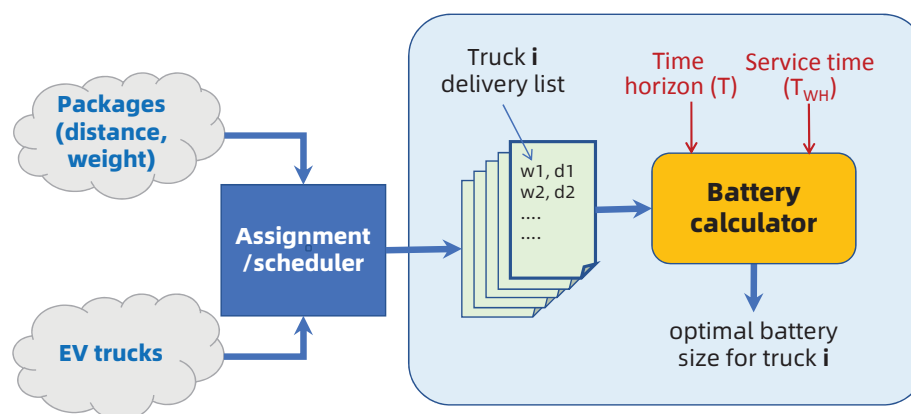 Packages
(distance,
weight)
EV trucks
Assignment
/scheduler
Truck i
delivery list
w1, d1
w2, d2
....
....
Time
horizon (T)
Service time
(TWH)
Battery
calculator
optimal battery
size for truck i